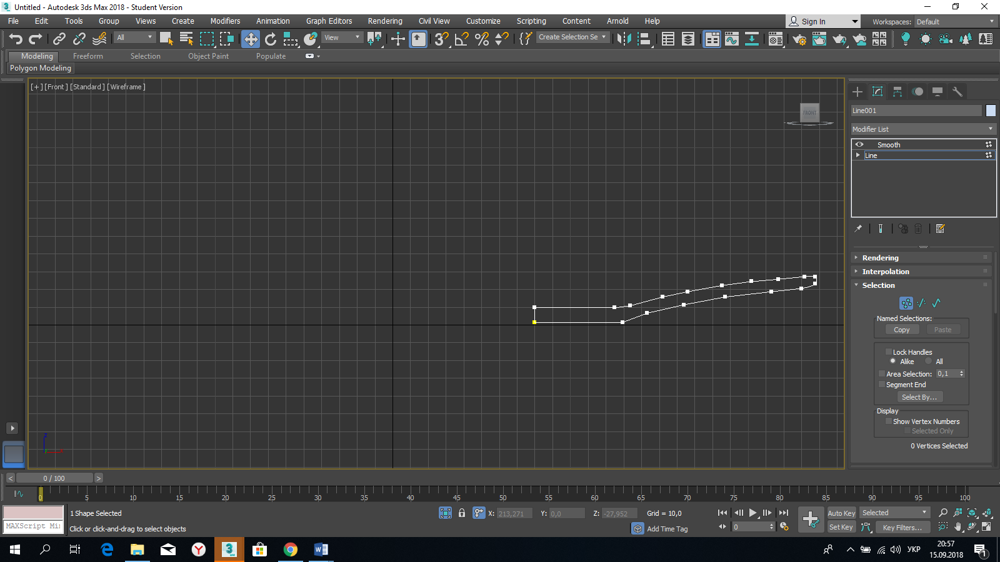 Untitled - Autodesk 3ds Max 2018 - Student Version
File Edit Tools Group Views Create Modifiers Animation Graph Editors Rendering Civil View Customize Scripting Content Arnold Help
Sign In Workspaces: Default
All View Create Selection Se
Modeling Freeform Selection Object Paint Populate
Polygon Modeling
[+] [Front] [Standard] [Wireframe]
FRONT
z
Line001
Modifier List
Smooth
Line
Rendering
Interpolation
Selection
Named Selections:
Copy Paste
Lock Handles
Alike All
Area Selection: 0,1
Segment End
Select By...
Display
Show Vertex Numbers
Selected Only
0 Vertices Selected
< 0 / 100 >
0 5 10 15 20 25 30 35 40 45 50 55 60 65 70 75 80 85 90 95 100
MAXScript Mi
1 Shape Selected
Click or click-and-drag to select objects
X: 213,271 Y: 0,0 Z: -27,952 Grid = 10,0
Add Time Tag
0
Auto Key Selected
Set Key Key Filters...
УКР
20:57
15.09.2018
1